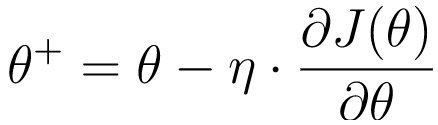 θ⁺ = θ − η · ∂J(θ)/∂θ